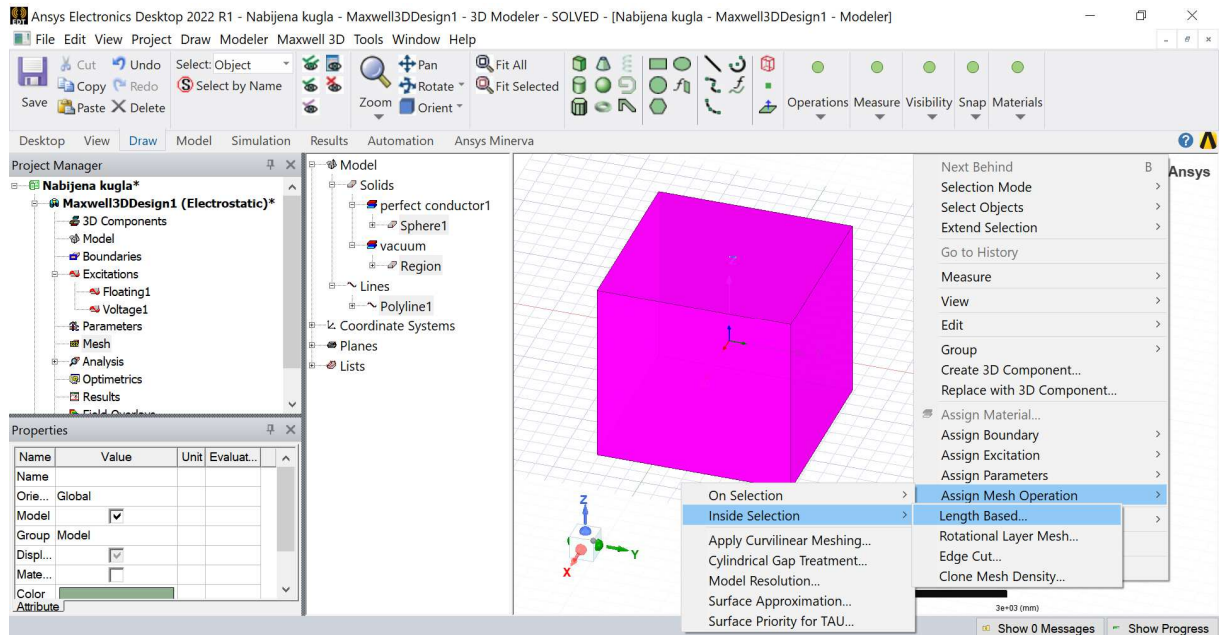 Ansys Electronics Desktop 2022 R1 - Nabijena kugla - Maxwell3DDesign1 - 3D Modeler - SOLVED - [Nabijena kugla - Maxwell3DDesign1 - Modeler]
File Edit View Project Draw Modeler Maxwell 3D Tools Window Help
Save
Cut Undo
Copy Redo
Paste Delete
Select: Object
Select by Name
Zoom
Pan
Rotate
Orient
Fit All
Fit Selected
Operations Measure Visibility Snap Materials
Desktop View Draw Model Simulation Results Automation Ansys Minerva
Project Manager
Nabijena kugla*
Maxwell3DDesign1 (Electrostatic)*
3D Components
Model
Boundaries
Excitations
Floating1
Voltage1
Parameters
Mesh
Analysis
Optimetrics
Results
Field Overlays
Properties
Name Value Unit Evaluat...
Name
Orie... Global
Model
Group Model
Displ...
Mate...
Color
Attribute
Model
Solids
perfect conductor1
Sphere1
vacuum
Region
Lines
Polyline1
Coordinate Systems
Planes
Lists
Z
Z
Y
X
Ansys
Next Behind B
Selection Mode
Select Objects
Extend Selection
Go to History
Measure
View
Edit
Group
Create 3D Component...
Replace with 3D Component...
Assign Material...
Assign Boundary
Assign Excitation
Assign Parameters
Assign Mesh Operation
On Selection
Inside Selection
Apply Curvilinear Meshing...
Cylindrical Gap Treatment...
Model Resolution...
Surface Approximation...
Surface Priority for TAU...
Length Based...
Rotational Layer Mesh...
Edge Cut...
Clone Mesh Density...
3e+03 (mm)
Show 0 Messages Show Progress